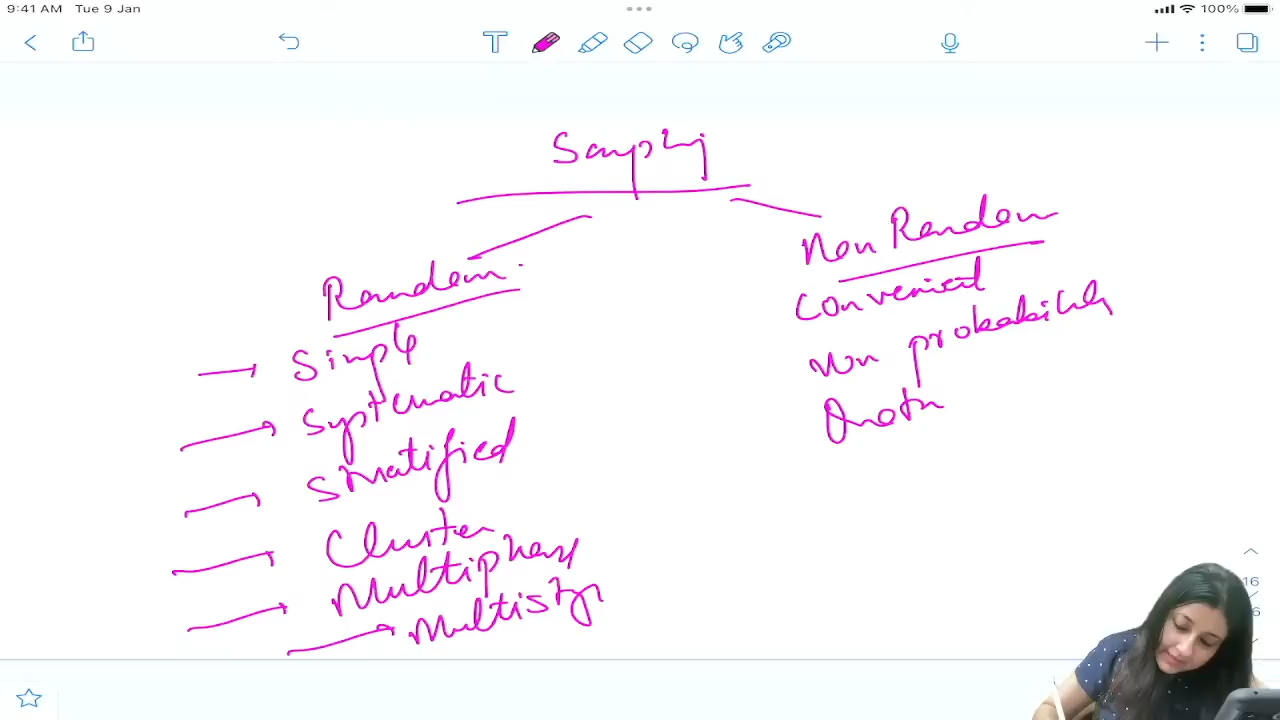 9:41 AM Tue 9 Jan
100%
Sampling
Random
Simple
Systematic
Stratified
Cluster
Multiphase
Multistage
Non Random
Convenient
Non probability
Quota
16